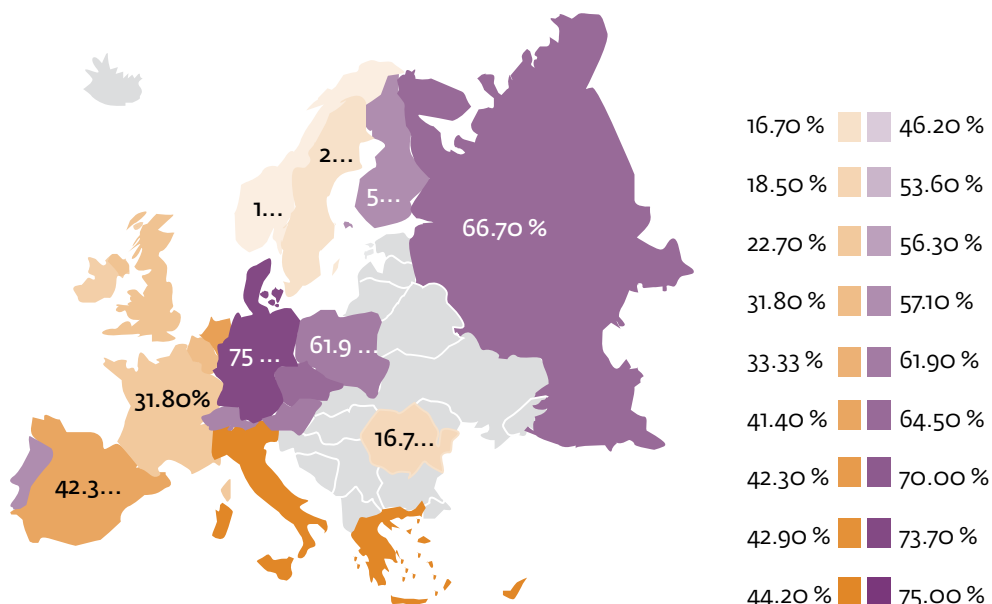 2...
1...
5...
66.70 %
75 ...
61.9 ...
31.80%
16.7...
42.3...
16.70 % 46.20 %
18.50 % 53.60 %
22.70 % 56.30 %
31.80 % 57.10 %
33.33 % 61.90 %
41.40 % 64.50 %
42.30 % 70.00 %
42.90 % 73.70 %
44.20 % 75.00 %